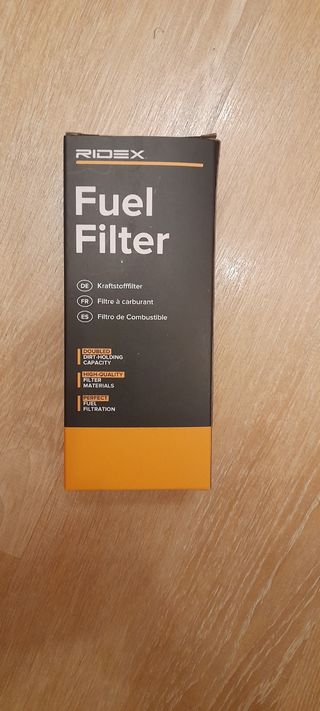 RIDEX
Fuel
Filter
DE Kraftstofffilter
FR Filtre à carburant
ES Filtro de Combustible
DOUBLED
DIRT-HOLDING
CAPACITY
HIGH-QUALITY
FILTER
MATERIALS
PERFECT
FUEL
FILTRATION